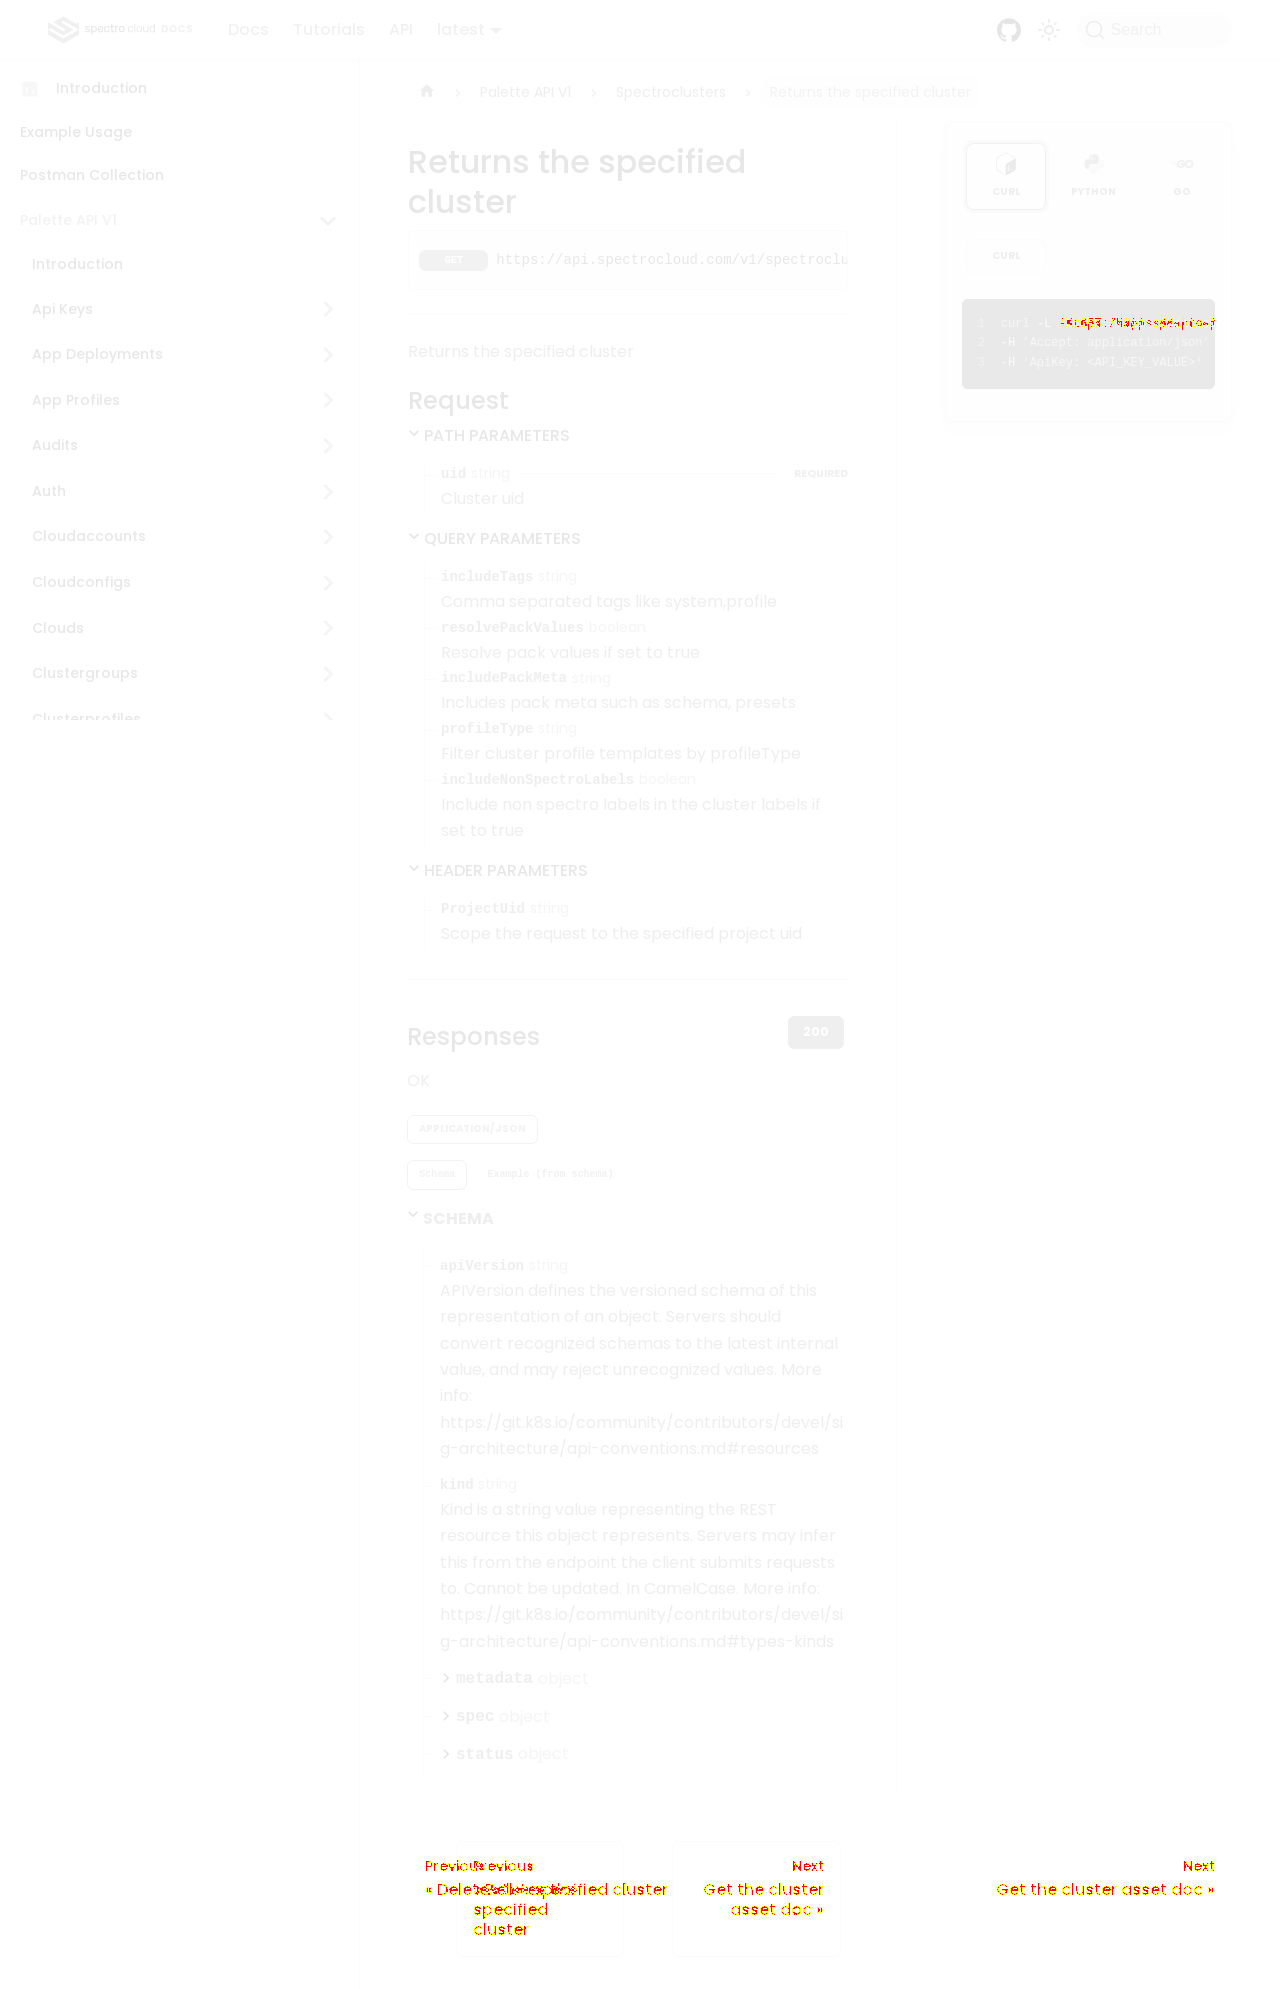 spectro cloud DOCS Docs Tutorials API latest Search
Introduction
Example Usage
Postman Collection
Palette API V1
Introduction
Api Keys
App Deployments
App Profiles
Audits
Auth
Cloudaccounts
Cloudconfigs
Clouds
Clustergroups
Clusterprofiles
Palette API V1 Spectroclusters Returns the specified cluster
Returns the specified
cluster
GET https://api.spectrocloud.com/v1/spectroclu
Returns the specified cluster
Request
PATH PARAMETERS
uid string REQUIRED
Cluster uid
QUERY PARAMETERS
includeTags string
Comma separated tags like system,profile
resolvePackValues boolean
Resolve pack values if set to true
includePackMeta string
Includes pack meta such as schema, presets
profileType string
Filter cluster profile templates by profileType
includeNonSpectroLabels boolean
Include non spectro labels in the cluster labels if
set to true
HEADER PARAMETERS
ProjectUid string
Scope the request to the specified project uid
Responses 200
OK
APPLICATION/JSON
Schema Example (from schema)
SCHEMA
apiVersion string
APIVersion defines the versioned schema of this
representation of an object. Servers should
convert recognized schemas to the latest internal
value, and may reject unrecognized values. More
info:
https://git.k8s.io/community/contributors/devel/si
g-architecture/api-conventions.md#resources
kind string
Kind is a string value representing the REST
resource this object represents. Servers may infer
this from the endpoint the client submits requests
to. Cannot be updated. In CamelCase. More info:
https://git.k8s.io/community/contributors/devel/si
g-architecture/api-conventions.md#types-kinds
metadata object
spec object
status object
CURL PYTHON GO
CURL
1 curl -L
2 -H 'Accept: application/json'
3 -H 'ApiKey: <API_KEY_VALUE>'
Previous Previous Next Next
specified cluster Get the cluster Get the cluster asset doc »
specified asset doc »
cluster